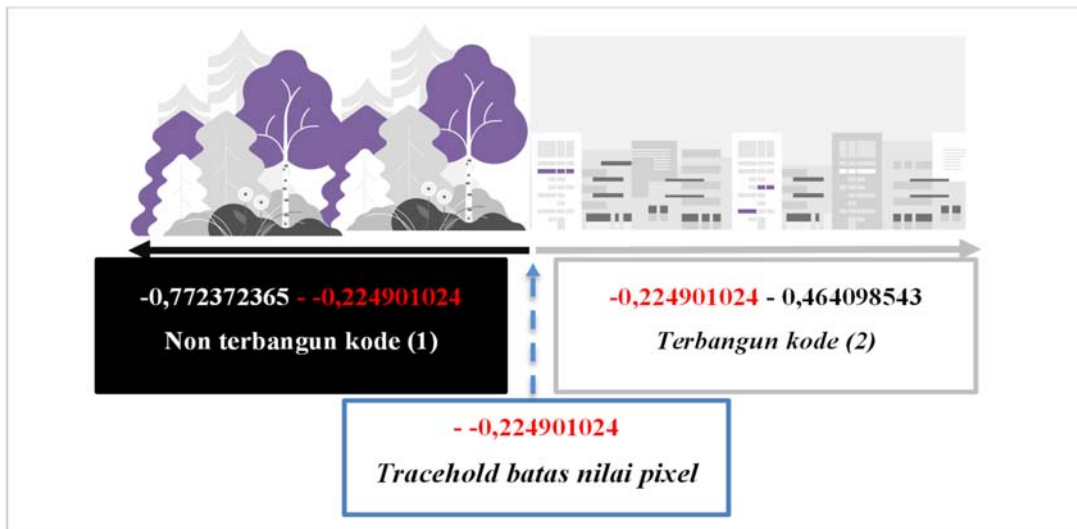 -0,772372365 - -0,224901024
Non terbangun kode (1)
-0,224901024 - 0,464098543
Terbangun kode (2)
- -0,224901024
Tracehold batas nilai pixel